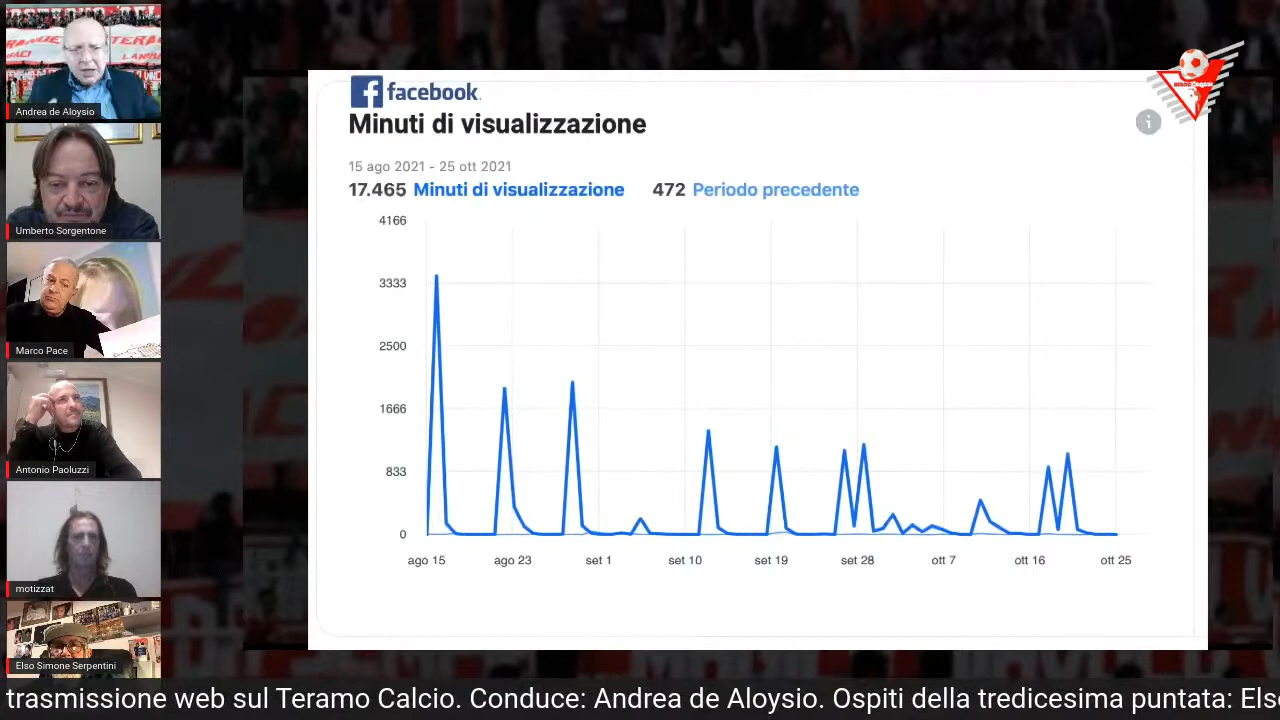 facebook.
Minuti di visualizzazione
15 ago 2021 - 25 ott 2021
17.465 Minuti di visualizzazione 472 Periodo precedente
4166
3333
2500
1666
833
0
ago 15 ago 23 set 1 set 10 set 19 set 28 ott 7 ott 16 ott 25
Andrea de Aloysio
Umberto Sorgentone
Marco Pace
Antonio Paoluzzi
motizzat
Elso Simone Serpentini
trasmissione web sul Teramo Calcio. Conduce: Andrea de Aloysio. Ospiti della tredicesima puntata: Els